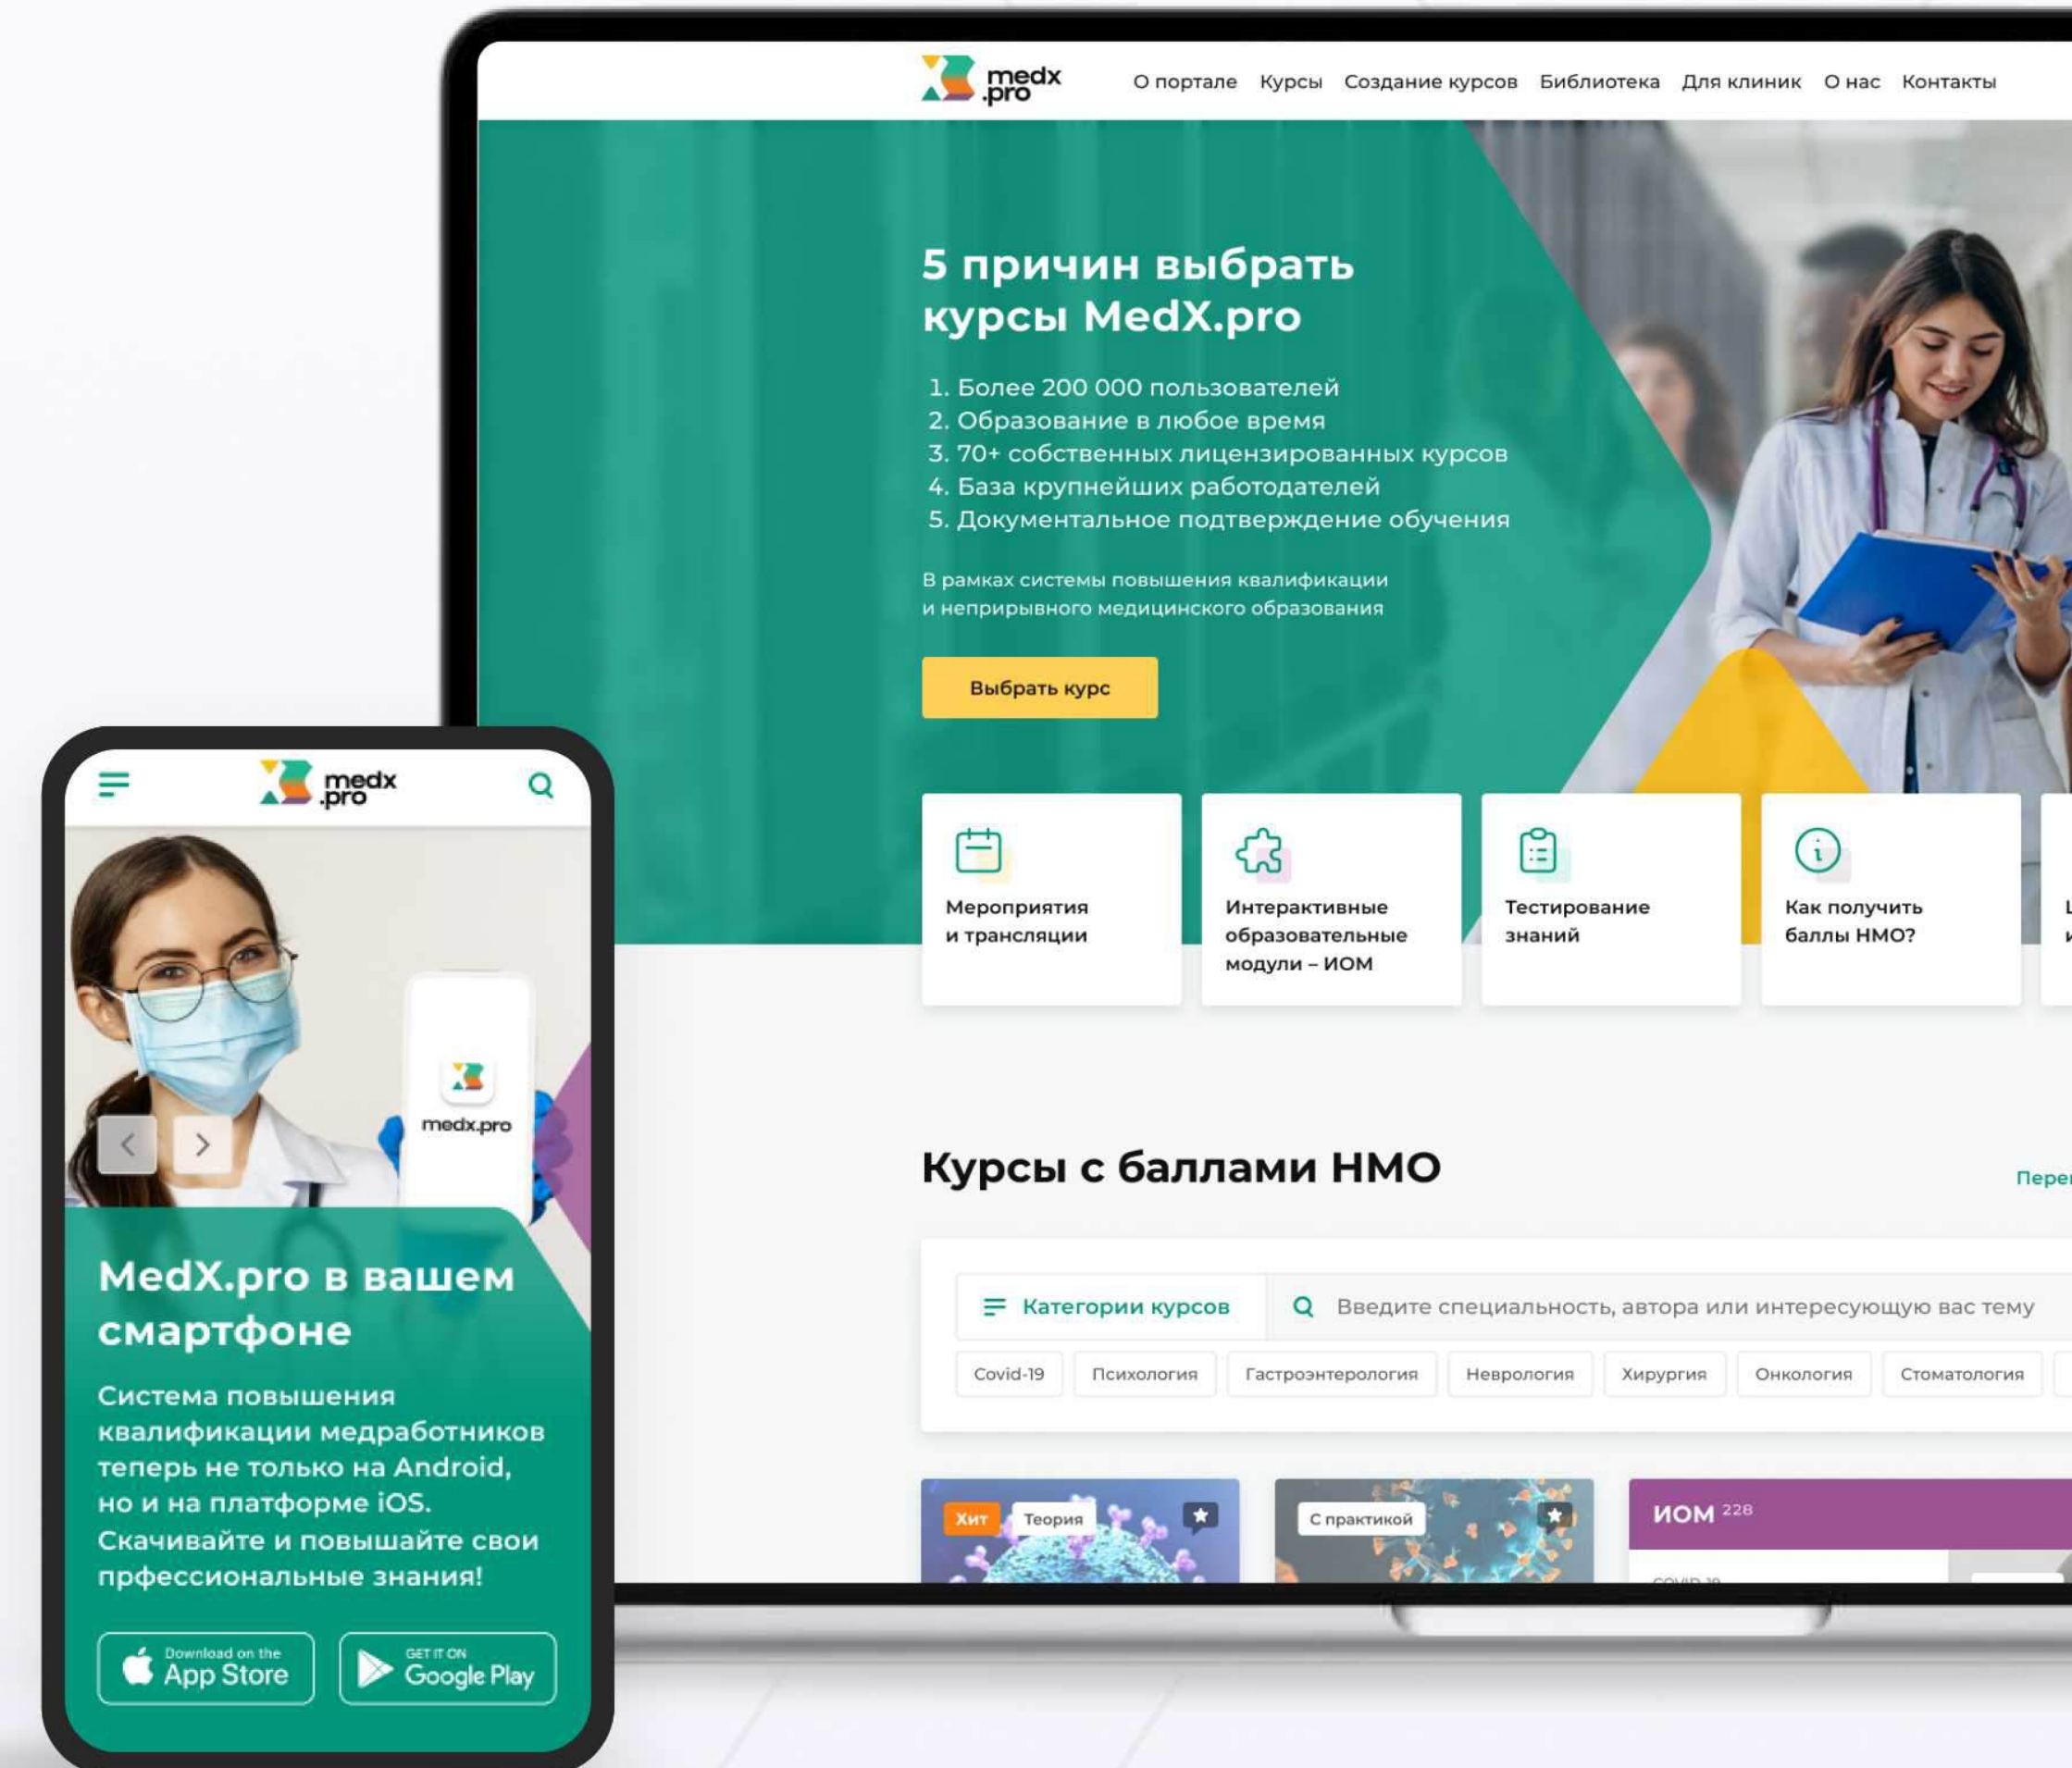 medx
.pro
О портале Курсы Создание курсов Библиотека Для клиник О нас Контакты
5 причин выбрать
курсы MedX.pro
1. Более 200 000 пользователей
2. Образование в любое время
3. 70+ собственных лицензированных курсов
4. База крупнейших работодателей
5. Документальное подтверждение обучения
В рамках системы повышения квалификации
и неприрывного медицинского образования
Выбрать курс
Мероприятия
и трансляции
Интерактивные
образовательные
модули – ИОМ
Тестирование
знаний
Как получить
баллы НМО?
Курсы с баллами НМО
Категории курсов
Введите специальность, автора или интересующую вас тему
Covid-19 Психология Гастроэнтерология Неврология Хирургия Онкология Стоматология
Хит Теория
С практикой
ИОМ 228
medx
.pro
medx.pro
MedX.pro в вашем
смартфоне
Система повышения
квалификации медработников
теперь не только на Android,
но и на платформе iOS.
Скачивайте и повышайте свои
прфессиональные знания!
Download on the
App Store
GET IT ON
Google Play